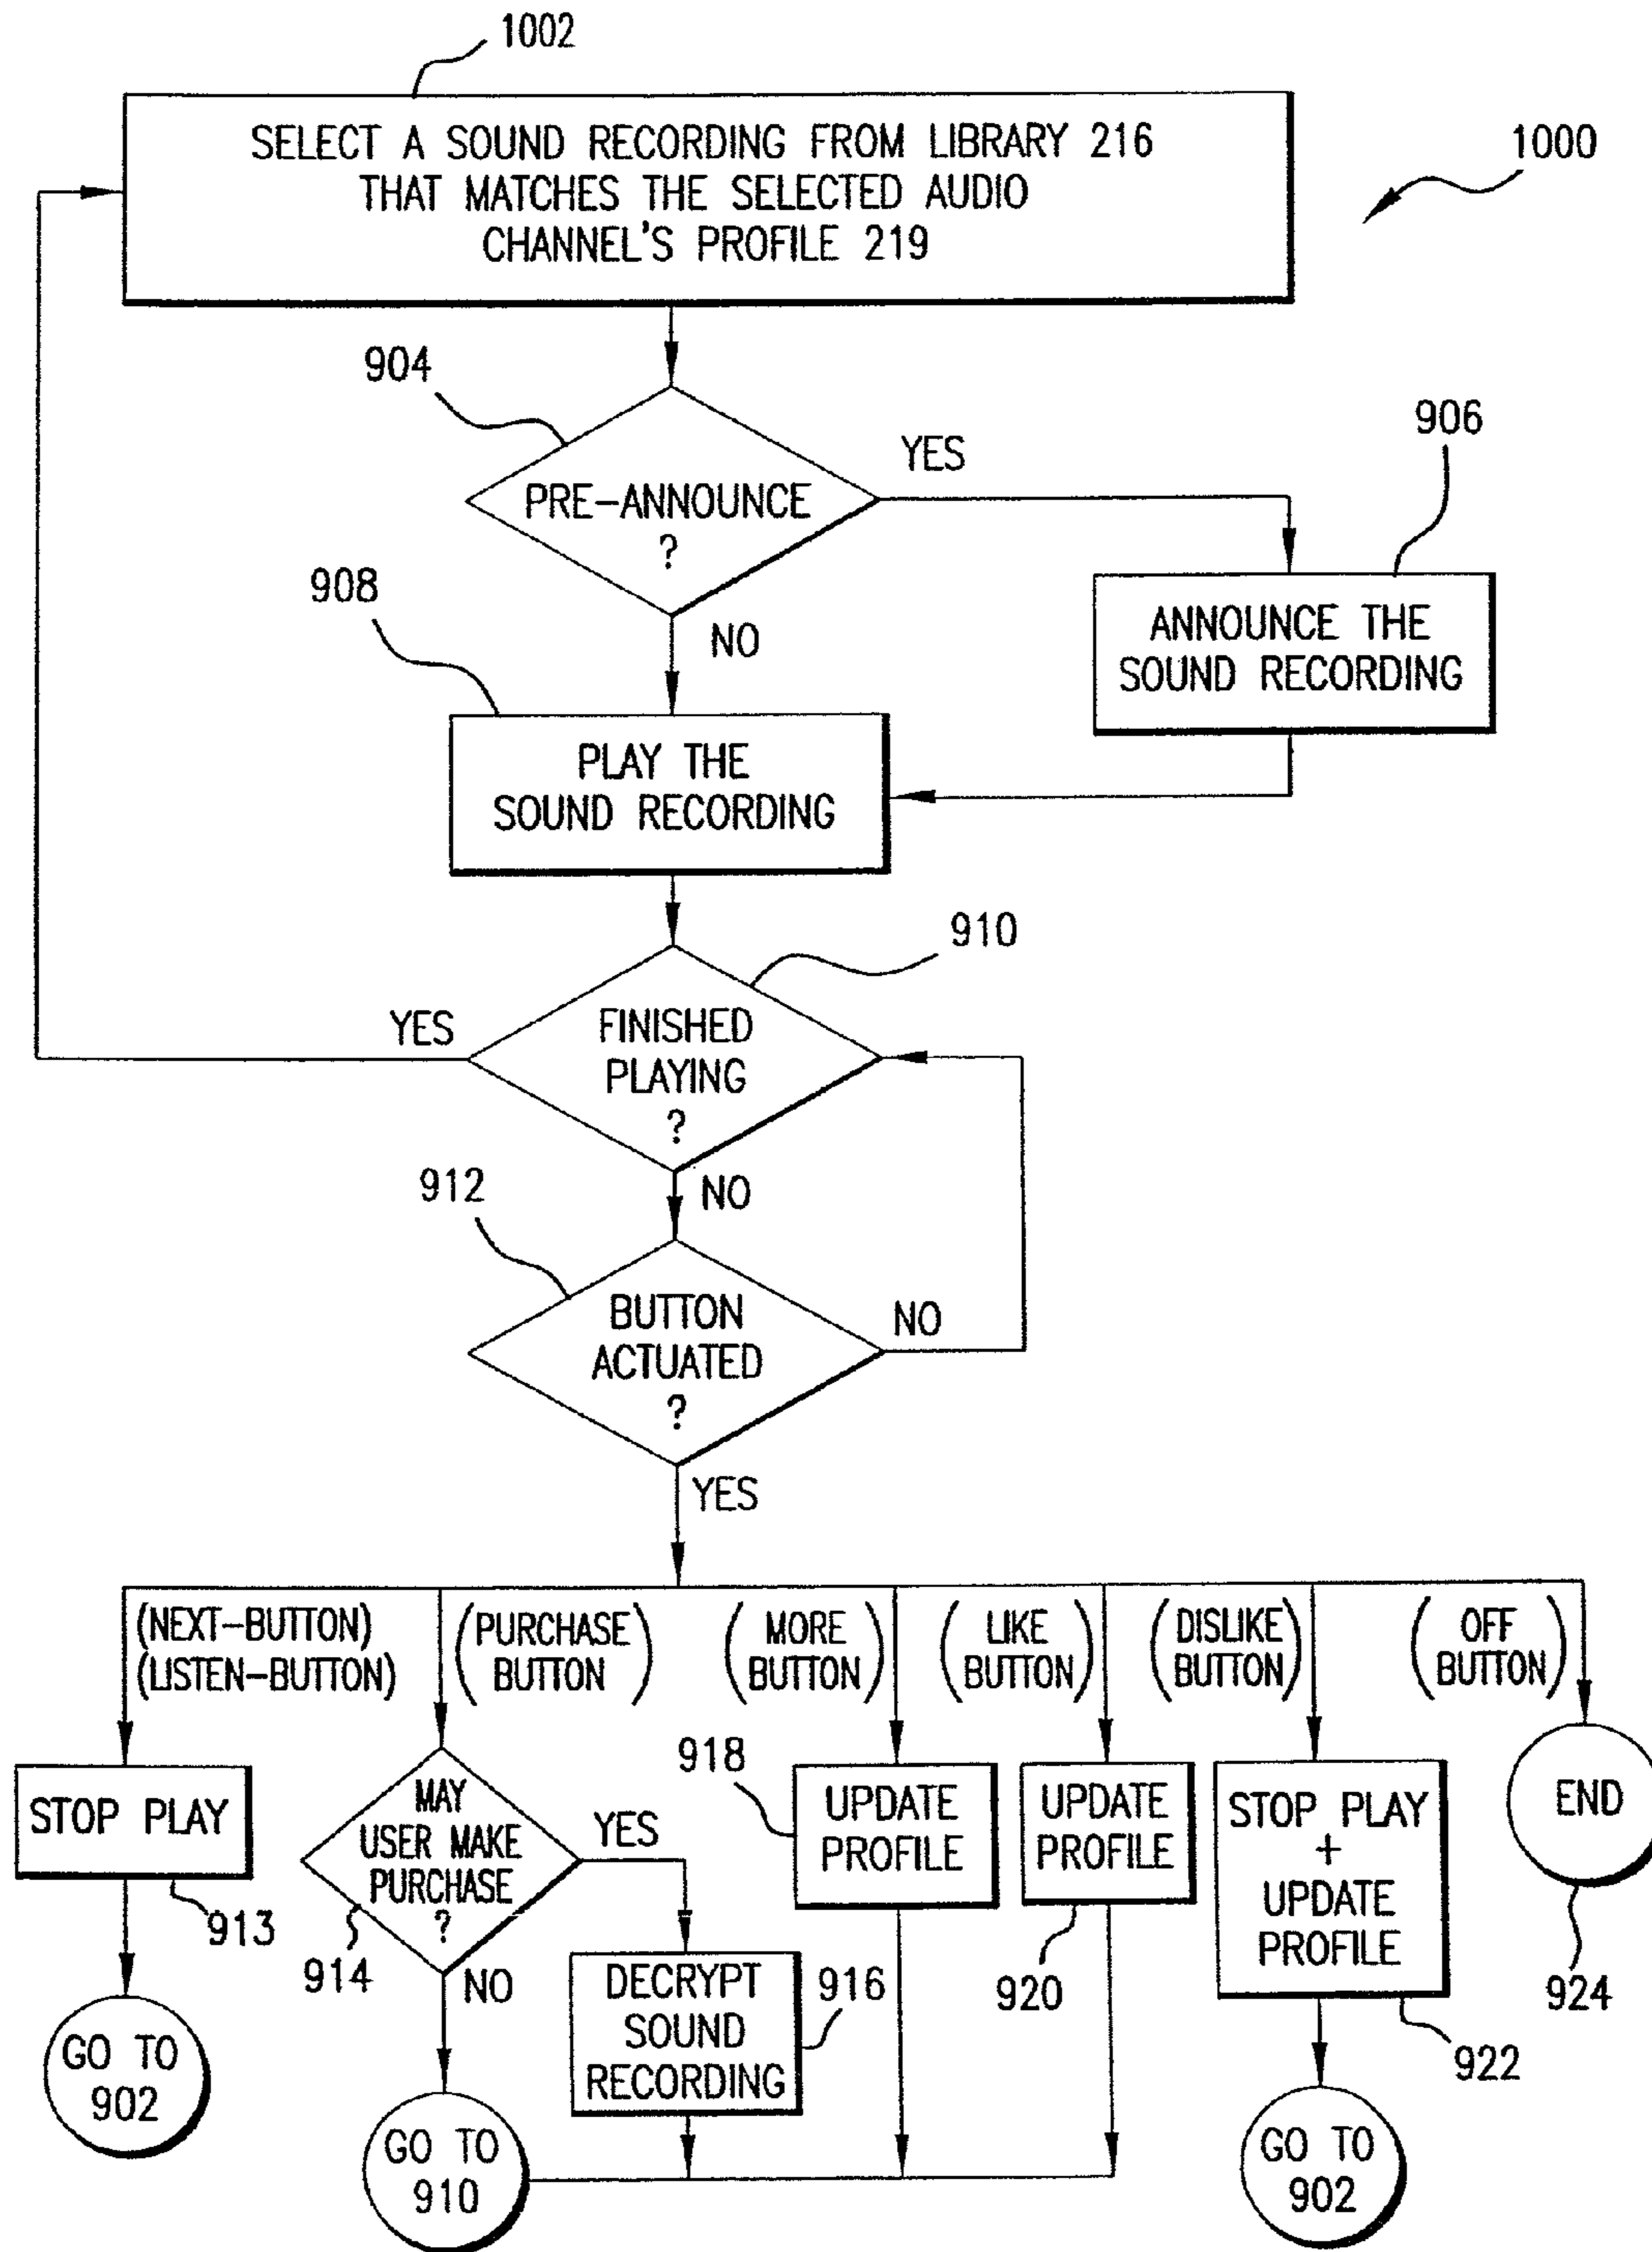 1002
SELECT A SOUND RECORDING FROM LIBRARY 216
THAT MATCHES THE SELECTED AUDIO
CHANNEL'S PROFILE 219
1000
904
PRE-ANNOUNCE
?
YES
NO
906
ANNOUNCE THE
SOUND RECORDING
908
PLAY THE
SOUND RECORDING
910
FINISHED
PLAYING
?
YES
NO
912
BUTTON
ACTUATED
?
NO
YES
(NEXT-BUTTON)
(LISTEN-BUTTON)
(PURCHASE
BUTTON)
(MORE
BUTTON)
(LIKE
BUTTON)
(DISLIKE
BUTTON)
(OFF
BUTTON)
STOP PLAY
913
GO TO
902
MAY
USER MAKE
PURCHASE
?
914
YES
NO
DECRYPT
SOUND
RECORDING
916
GO TO
910
918
UPDATE
PROFILE
UPDATE
PROFILE
920
STOP PLAY
+
UPDATE
PROFILE
922
GO TO
902
END
924